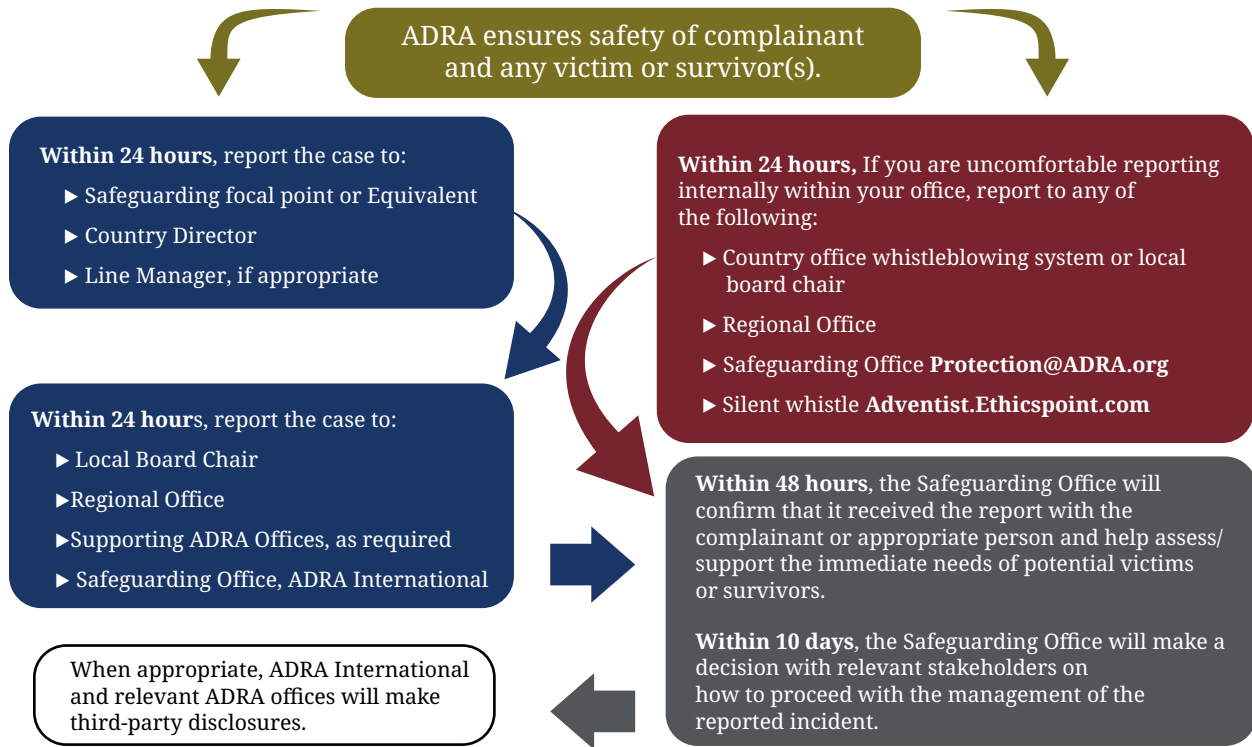 ADRA ensures safety of complainant
and any victim or survivor(s).
Within 24 hours, report the case to:
▶ Safeguarding focal point or Equivalent
▶ Country Director
▶ Line Manager, if appropriate
Within 24 hours, If you are uncomfortable reporting
internally within your office, report to any of
the following:
▶ Country office whistleblowing system or local
board chair
▶ Regional Office
▶ Safeguarding Office Protection@ADRA.org
▶ Silent whistle Adventist.Ethicspoint.com
Within 24 hours, report the case to:
▶ Local Board Chair
▶Regional Office
▶Supporting ADRA Offices, as required
▶ Safeguarding Office, ADRA International
Within 48 hours, the Safeguarding Office will
confirm that it received the report with the
complainant or appropriate person and help assess/
support the immediate needs of potential victims
or survivors.
Within 10 days, the Safeguarding Office will make a
decision with relevant stakeholders on
how to proceed with the management of the
reported incident.
When appropriate, ADRA International
and relevant ADRA offices will make
third-party disclosures.